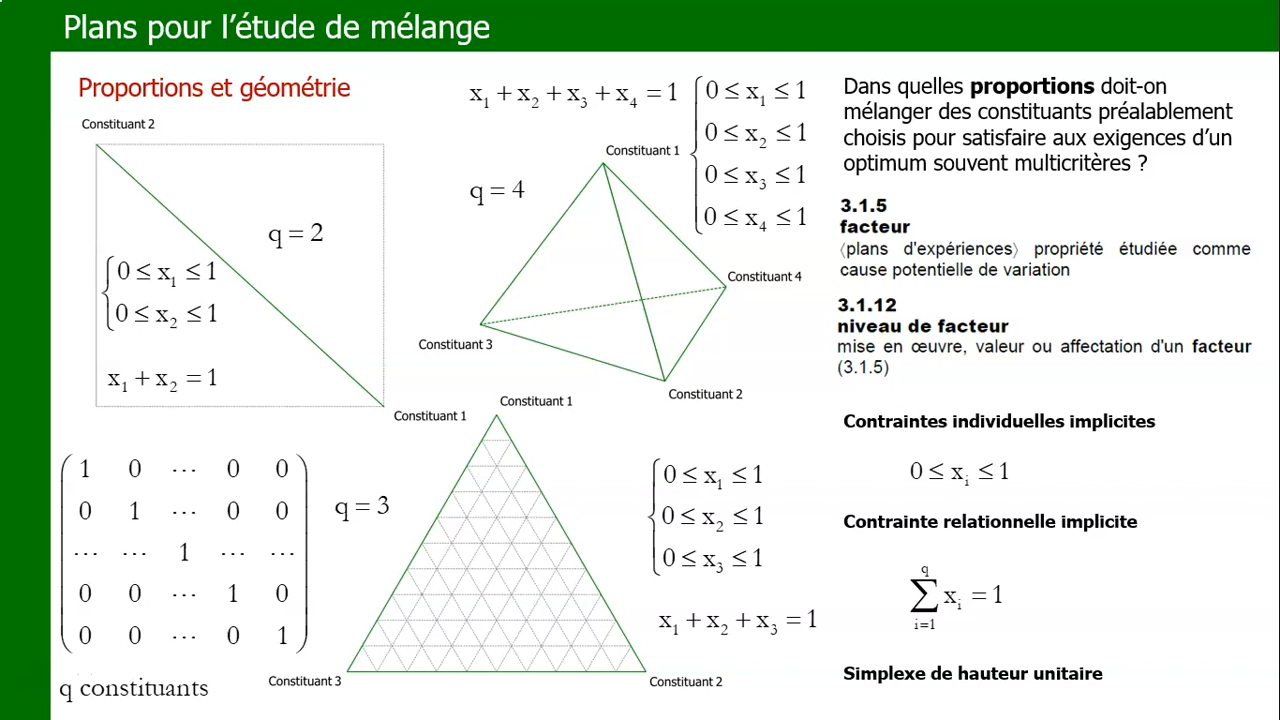 Plans pour l’étude de mélange
Proportions et géométrie
Constituant 2
q = 2
0 ≤ x₁ ≤ 1
0 ≤ x₂ ≤ 1
x₁ + x₂ = 1
Constituant 1
x₁ + x₂ + x₃ + x₄ = 1
0 ≤ x₁ ≤ 1
0 ≤ x₂ ≤ 1
0 ≤ x₃ ≤ 1
0 ≤ x₄ ≤ 1
q = 4
Constituant 1
Constituant 4
Constituant 3
Constituant 2
1 0 ⋯ 0 0
0 1 ⋯ 0 0
⋯ ⋯ 1 ⋯ ⋯
0 0 ⋯ 1 0
0 0 ⋯ 0 1
q constituants
q = 3
Constituant 1
Constituant 3
Constituant 2
0 ≤ x₁ ≤ 1
0 ≤ x₂ ≤ 1
0 ≤ x₃ ≤ 1
x₁ + x₂ + x₃ = 1
Dans quelles proportions doit-on
mélanger des constituants préalablement
choisis pour satisfaire aux exigences d’un
optimum souvent multicritères ?
3.1.5
facteur
〈plans d'expériences〉 propriété étudiée comme
cause potentielle de variation
3.1.12
niveau de facteur
mise en œuvre, valeur ou affectation d'un facteur
(3.1.5)
Contraintes individuelles implicites
0 ≤ xᵢ ≤ 1
Contrainte relationnelle implicite
q
∑ xᵢ = 1
i=1
Simplexe de hauteur unitaire